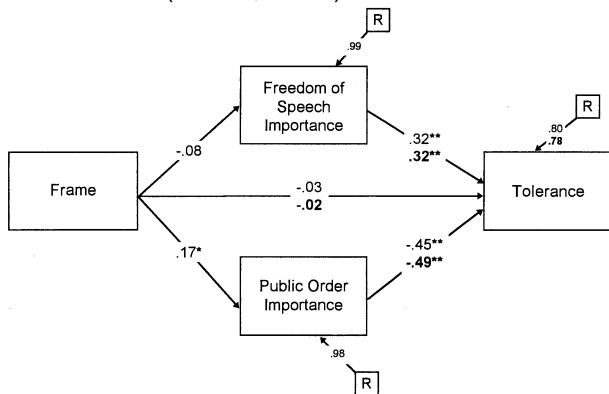 R
.99
Freedom of
Speech
Importance
R
.80
.78
-.08
.32**
.32**
Frame
-.03
-.02
Tolerance
.17*
-.45**
-.49**
Public Order
Importance
.98
R